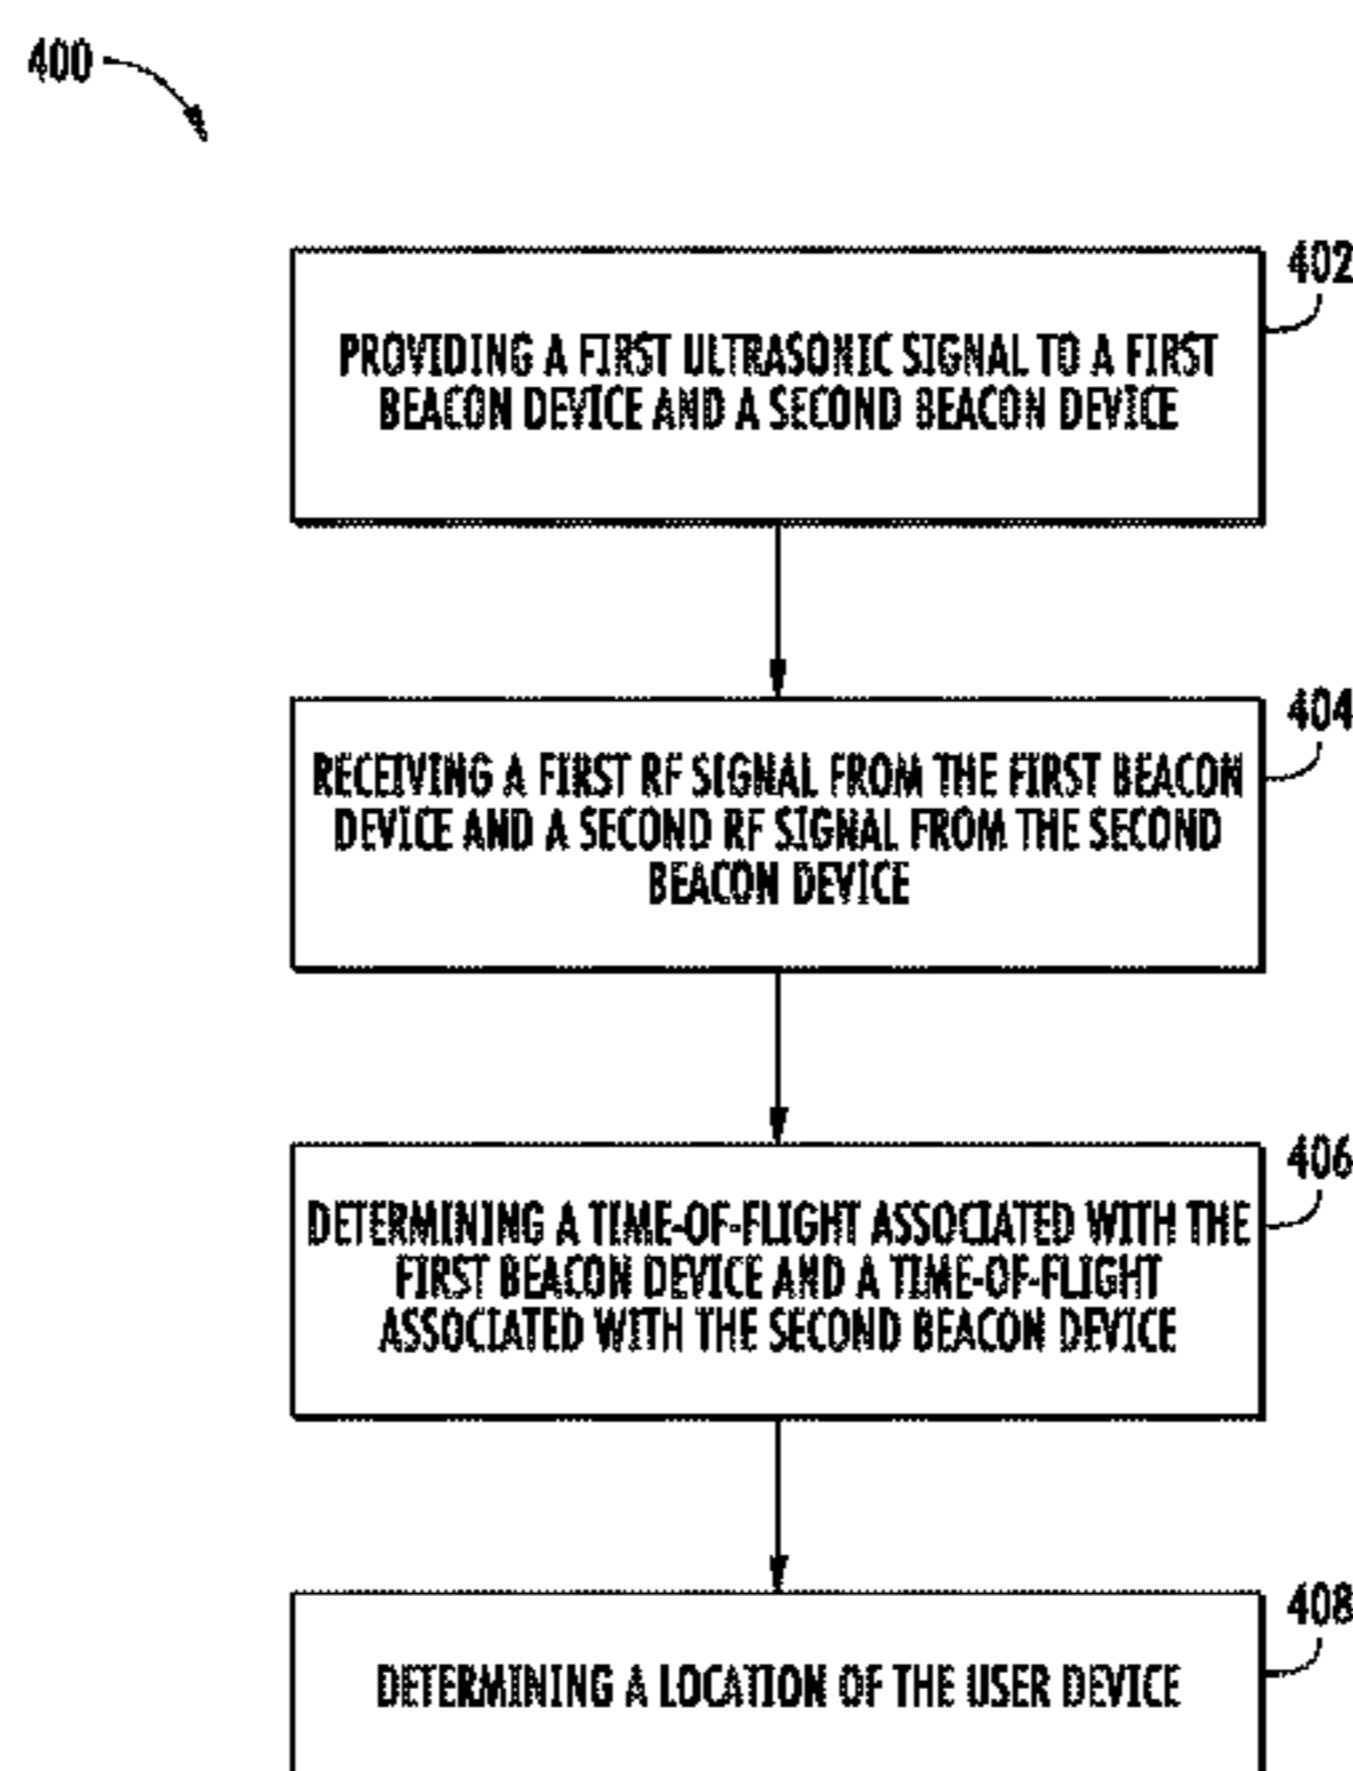 400
402
PROVIDING A FIRST ULTRASONIC SIGNAL TO A FIRST
BEACON DEVICE AND A SECOND BEACON DEVICE
404
RECEIVING A FIRST RF SIGNAL FROM THE FIRST BEACON
DEVICE AND A SECOND RF SIGNAL FROM THE SECOND
BEACON DEVICE
406
DETERMINING A TIME-OF-FLIGHT ASSOCIATED WITH THE
FIRST BEACON DEVICE AND A TIME-OF-FLIGHT
ASSOCIATED WITH THE SECOND BEACON DEVICE
408
DETERMINING A LOCATION OF THE USER DEVICE